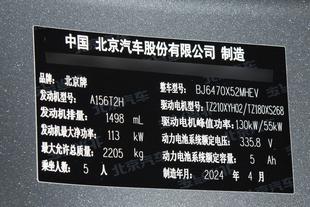 中国 北京汽车股份有限公司 制造
品牌: 北京牌
整车型号: BJ6470X52MHEV
发动机型号: A156T2H
驱动电机型号: TZ210XYH02/TZ180XS268
发动机排量: 1498 mL
驱动电机峰值功率: 130kW/55kW
发动机最大净功率: 113 kW
动力电池系统额定电压: 335.8 V
最大允许总质量: 2205 kg
动力电池系统额定容量: 5 Ah
乘坐人数: 5 人
制造年月: 2024 年 4 月